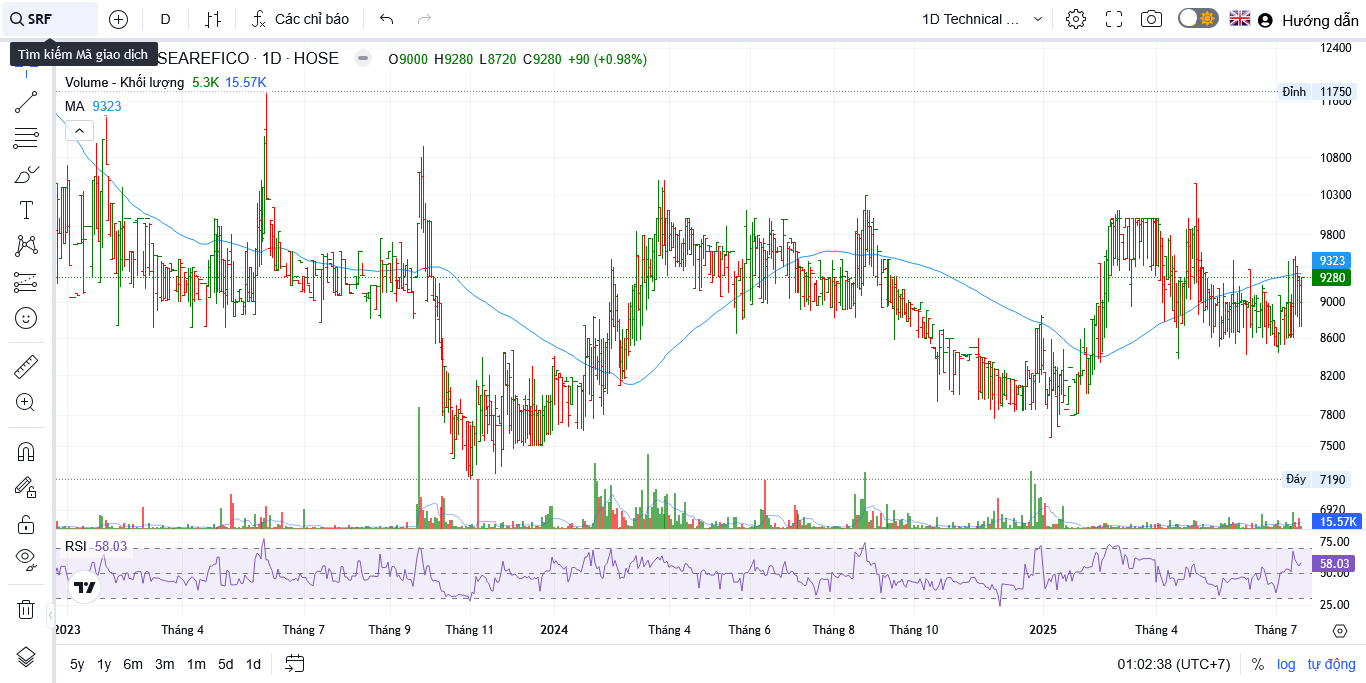 SRF D Các chỉ báo 1D Technical ... Hướng dẫn
Tìm kiếm Mã giao dịch
SEAREFICO · 1D · HOSE O9000 H9280 L8720 C9280 +90 (+0.98%)
Volume - Khối lượng 5.3K 15.57K
MA 9323
12400
Đỉnh 11750
11600
10800
10300
9800
9323
9280
9000
8600
8200
7800
7500
Đáy 7190
6920
15.57K
RSI 58.03
75.00
58.03
50.00
25.00
2023 Tháng 4 Tháng 7 Tháng 9 Tháng 11 2024 Tháng 4 Tháng 6 Tháng 8 Tháng 10 2025 Tháng 4 Tháng 7
5y 1y 6m 3m 1m 5d 1d 01:02:38 (UTC+7) % log tự động